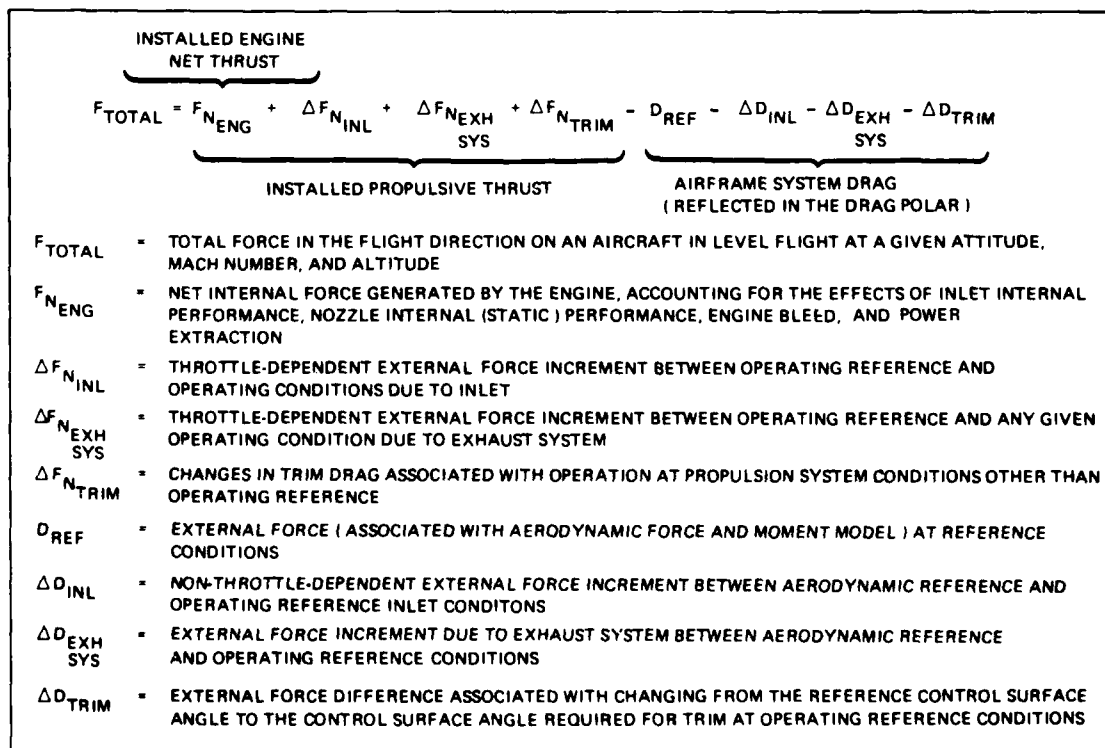 INSTALLED ENGINE
NET THRUST
F_TOTAL = F_N_ENG + ΔF_N_INL + ΔF_N_EXH SYS + ΔF_N_TRIM - D_REF - ΔD_INL - ΔD_EXH SYS - ΔD_TRIM
INSTALLED PROPULSIVE THRUST
AIRFRAME SYSTEM DRAG
(REFLECTED IN THE DRAG POLAR)
F_TOTAL = TOTAL FORCE IN THE FLIGHT DIRECTION ON AN AIRCRAFT IN LEVEL FLIGHT AT A GIVEN ATTITUDE,
MACH NUMBER, AND ALTITUDE
F_N_ENG = NET INTERNAL FORCE GENERATED BY THE ENGINE, ACCOUNTING FOR THE EFFECTS OF INLET INTERNAL
PERFORMANCE, NOZZLE INTERNAL (STATIC) PERFORMANCE, ENGINE BLEED, AND POWER
EXTRACTION
ΔF_N_INL = THROTTLE-DEPENDENT EXTERNAL FORCE INCREMENT BETWEEN OPERATING REFERENCE AND
OPERATING CONDITIONS DUE TO INLET
ΔF_N_EXH SYS = THROTTLE-DEPENDENT EXTERNAL FORCE INCREMENT BETWEEN OPERATING REFERENCE AND ANY GIVEN
OPERATING CONDITION DUE TO EXHAUST SYSTEM
ΔF_N_TRIM = CHANGES IN TRIM DRAG ASSOCIATED WITH OPERATION AT PROPULSION SYSTEM CONDITIONS OTHER THAN
OPERATING REFERENCE
D_REF = EXTERNAL FORCE (ASSOCIATED WITH AERODYNAMIC FORCE AND MOMENT MODEL) AT REFERENCE
CONDITIONS
ΔD_INL = NON-THROTTLE-DEPENDENT EXTERNAL FORCE INCREMENT BETWEEN AERODYNAMIC REFERENCE AND
OPERATING REFERENCE INLET CONDITONS
ΔD_EXH SYS = EXTERNAL FORCE INCREMENT DUE TO EXHAUST SYSTEM BETWEEN AERODYNAMIC REFERENCE
AND OPERATING REFERENCE CONDITIONS
ΔD_TRIM = EXTERNAL FORCE DIFFERENCE ASSOCIATED WITH CHANGING FROM THE REFERENCE CONTROL SURFACE
ANGLE TO THE CONTROL SURFACE ANGLE REQUIRED FOR TRIM AT OPERATING REFERENCE CONDITIONS